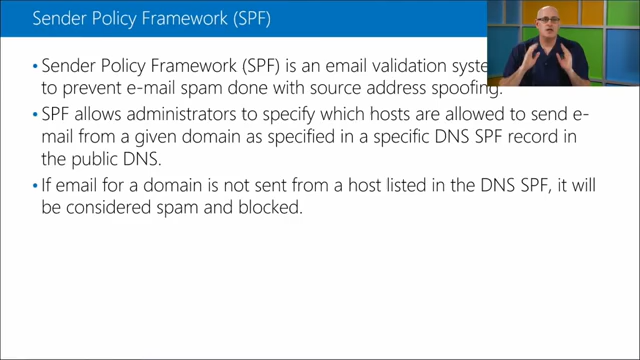 Sender Policy Framework (SPF)
• Sender Policy Framework (SPF) is an email validation system
to prevent e-mail spam done with source address spoofing.
• SPF allows administrators to specify which hosts are allowed to send e-
mail from a given domain as specified in a specific DNS SPF record in
the public DNS.
• If email for a domain is not sent from a host listed in the DNS SPF, it will
be considered spam and blocked.